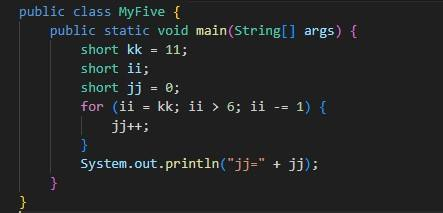 public class MyFive {
    public static void main(String[] args) {
        short kk = 11;
        short ii;
        short jj = 0;
        for (ii = kk; ii > 6; ii -= 1) {
            jj++;
        }
        System.out.println("jj=" + jj);
    }
}